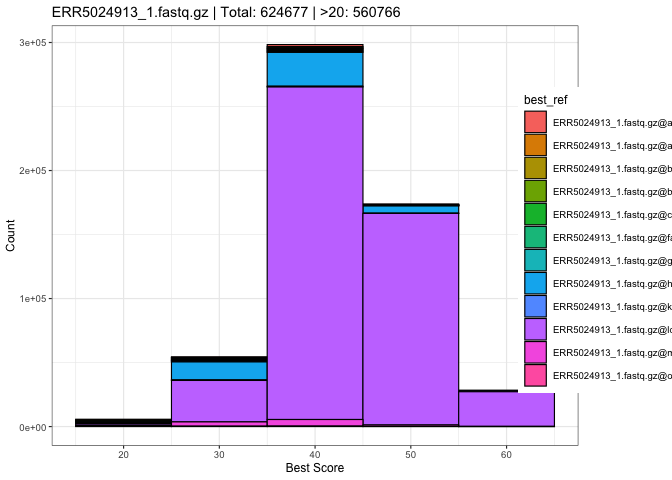 ERR5024913_1.fastq.gz | Total: 624677 | >20: 560766
3e+05
2e+05
1e+05
0e+00
Count
20 30 40 50 60
Best Score
best_ref
ERR5024913_1.fastq.gz@a
ERR5024913_1.fastq.gz@a
ERR5024913_1.fastq.gz@b
ERR5024913_1.fastq.gz@b
ERR5024913_1.fastq.gz@c
ERR5024913_1.fastq.gz@fa
ERR5024913_1.fastq.gz@g
ERR5024913_1.fastq.gz@h
ERR5024913_1.fastq.gz@k
ERR5024913_1.fastq.gz@lo
ERR5024913_1.fastq.gz@m
ERR5024913_1.fastq.gz@o